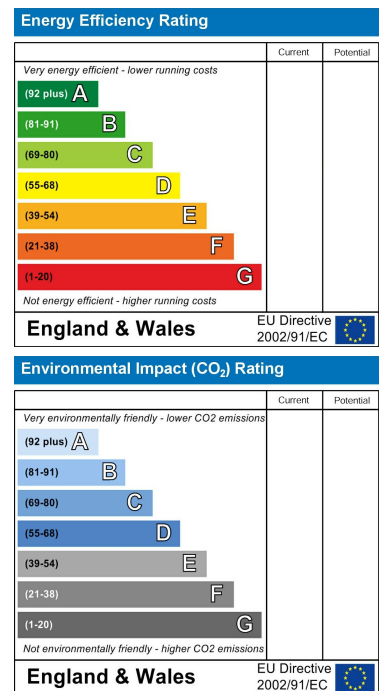 Energy Efficiency Rating
Current Potential
Very energy efficient - lower running costs
(92 plus) A
(81-91) B
(69-80) C
(55-68) D
(39-54) E
(21-38) F
(1-20) G
Not energy efficient - higher running costs
England & Wales
EU Directive
2002/91/EC
Environmental Impact (CO₂) Rating
Current Potential
Very environmentally friendly - lower CO2 emissions
(92 plus) A
(81-91) B
(69-80) C
(55-68) D
(39-54) E
(21-38) F
(1-20) G
Not environmentally friendly - higher CO2 emissions
England & Wales
EU Directive
2002/91/EC